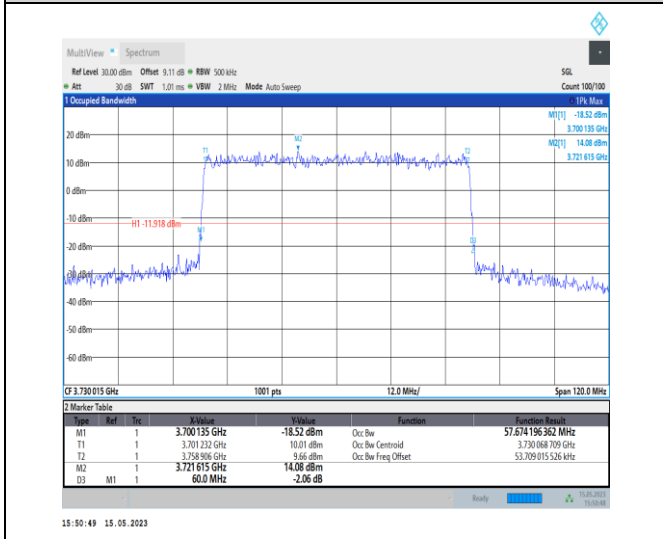 MultiView Spectrum
Ref Level 30.00 dBm Offset 9.11 dB RBW 500 kHz SGL
Att 30 dB SWT 1.01 ms VBW 2 MHz Mode Auto Sweep Count 100/100
1 Occupied Bandwidth 1Pk Max
M1[1] -18.52 dBm
3.700 135 GHz
M2[1] 14.08 dBm
3.721 615 GHz
20 dBm
M2
T1
T2
10 dBm
0 dBm
-10 dBm
H1 -11.918 dBm
M1
-20 dBm
D3
-30 dBm
-40 dBm
-50 dBm
-60 dBm
CF 3.730 015 GHz 1001 pts 12.0 MHz/ Span 120.0 MHz
2 Marker Table
Type Ref Trc X-Value Y-Value Function Function Result
M1 1 3.700 135 GHz -18.52 dBm Occ Bw 57.674 196 362 MHz
T1 1 3.701 232 GHz 10.01 dBm Occ Bw Centroid 3.730 068 709 GHz
T2 1 3.758 906 GHz 9.66 dBm Occ Bw Freq Offset 53.709 015 526 kHz
M2 1 3.721 615 GHz 14.08 dBm
D3 M1 1 60.0 MHz -2.06 dB
Ready 15.05.2023
15:50:48
15:50:49 15.05.2023